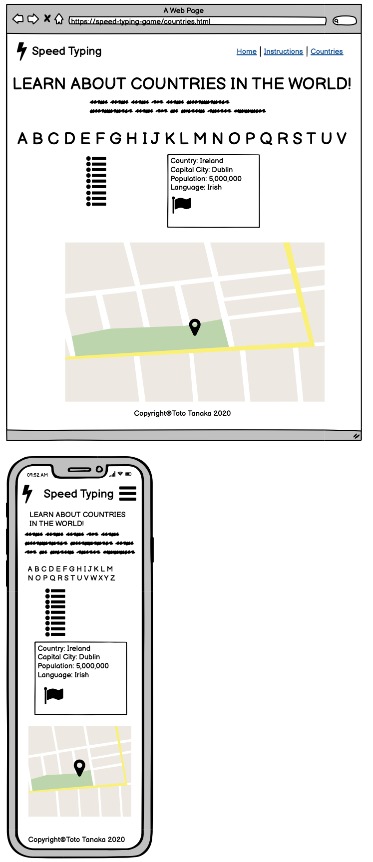 A Web Page
https://speed-typing-game/countries.html
Speed Typing
Home | Instructions | Countries
LEARN ABOUT COUNTRIES IN THE WORLD!
A B C D E F G H I J K L M N O P Q R S T U V
Country: Ireland
Capital City: Dublin
Population: 5,000,000
Language: Irish
Copyright©Toto Tanaka 2020
09:52 AM
Speed Typing
LEARN ABOUT COUNTRIES
IN THE WORLD!
A B C D E F G H I J K L M
N O P Q R S T U V W X Y Z
Country: Ireland
Capital City: Dublin
Population: 5,000,000
Language: Irish
Copyright©Toto Tanaka 2020